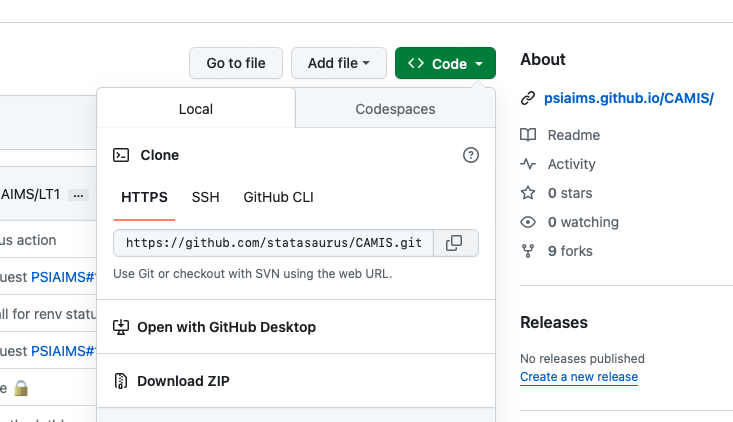 Go to file
Add file
Code
Local
Codespaces
Clone
HTTPS
SSH
GitHub CLI
https://github.com/statasaurus/CAMIS.git
Use Git or checkout with SVN using the web URL.
Open with GitHub Desktop
Download ZIP
AIMS/LT1 ...
us action
uest PSIAIMS#
all for renv statu
uest PSIAIMS#
e
About
psiaims.github.io/CAMIS/
Readme
Activity
0 stars
0 watching
9 forks
Releases
No releases published
Create a new release